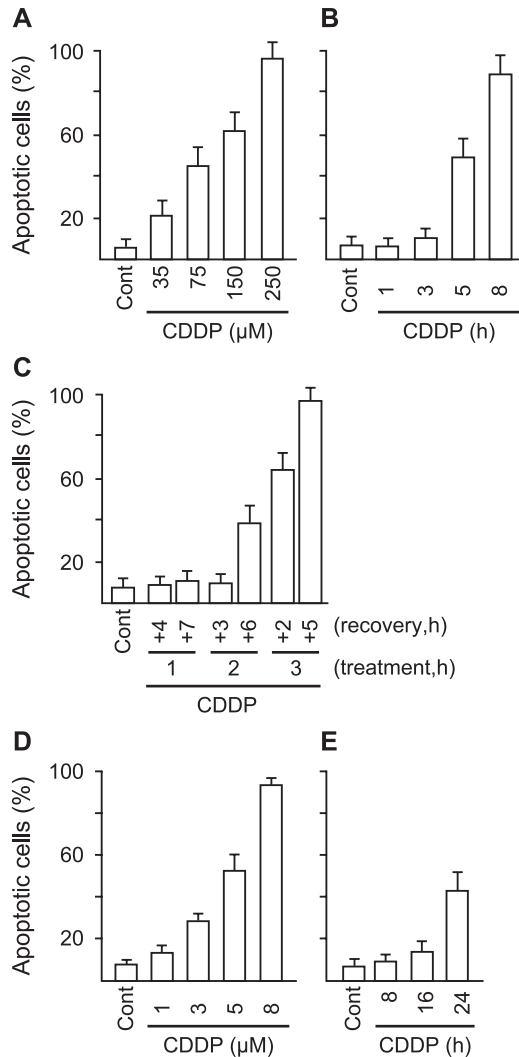 A
Apoptotic cells (%)
100
60
20
Cont
35
75
150
250
CDDP (µM)
B
Cont
1
3
5
8
CDDP (h)
C
Apoptotic cells (%)
100
60
20
Cont
+4
+7
+3
+6
+2
+5
(recovery,h)
1 2 3 (treatment,h)
CDDP
D
Apoptotic cells (%)
100
60
20
Cont
1
3
5
8
CDDP (µM)
E
Cont
8
16
24
CDDP (h)